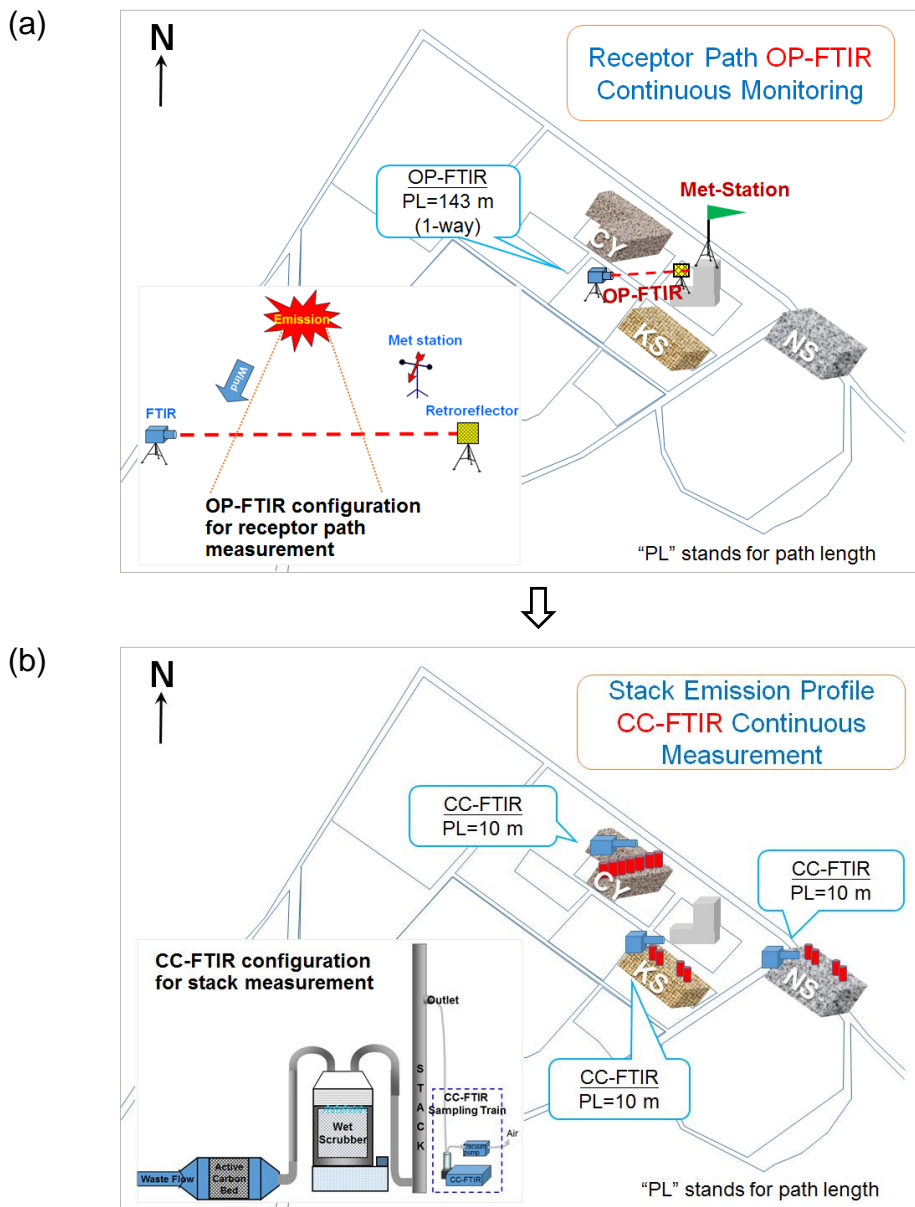 (a)
N
Receptor Path OP-FTIR
Continuous Monitoring
OP-FTIR
PL=143 m
(1-way)
Met-Station
CY
OP-FTIR
KS
NS
Emission
Wind
Met station
FTIR
Retroreflector
OP-FTIR configuration
for receptor path
measurement
“PL” stands for path length
(b)
N
Stack Emission Profile
CC-FTIR Continuous
Measurement
CC-FTIR
PL=10 m
CC-FTIR
PL=10 m
CY
KS
NS
CC-FTIR
PL=10 m
CC-FTIR configuration
for stack measurement
Outlet
STACK
CC-FTIR
Sampling Train
Air
Vacuum
pump
CC-FTIR
Wet
Scrubber
Active
Carbon
Bed
Waste Flow
“PL” stands for path length